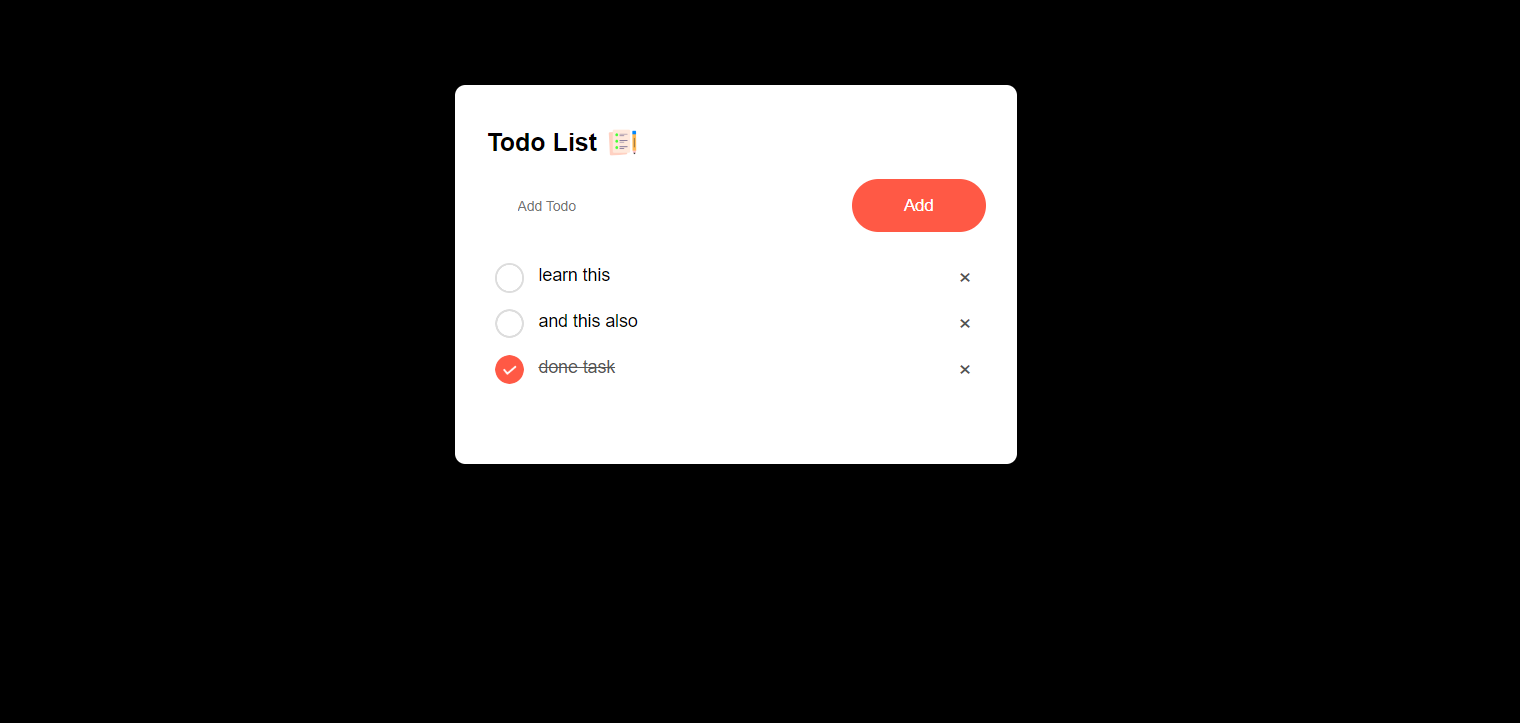 Todo List
Add Todo
Add
learn this
and this also
done task